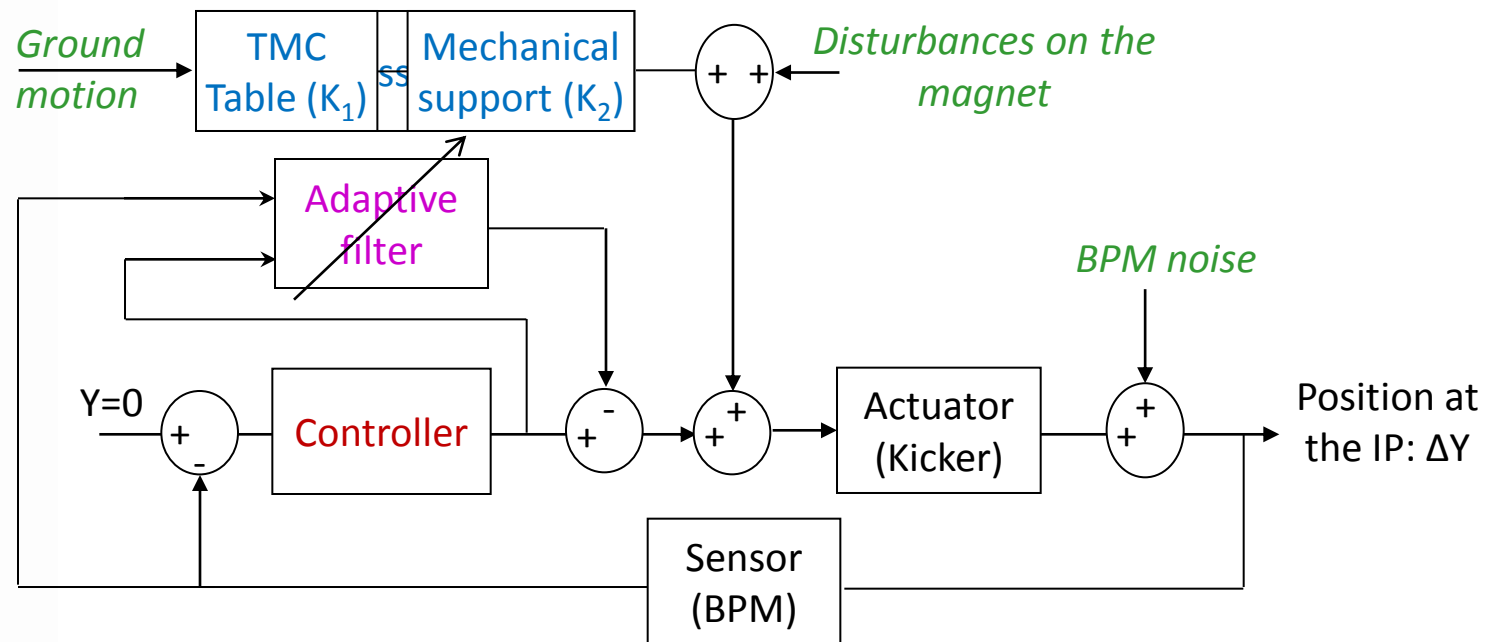 Ground
motion
TMC
Table (K₁)
ss
Mechanical
support (K₂)
+ +
Disturbances on the
magnet
Adaptive
filter
BPM noise
Y=0
+
-
Controller
-
+
+
+
Actuator
(Kicker)
+
+
Position at
the IP: ΔY
Sensor
(BPM)